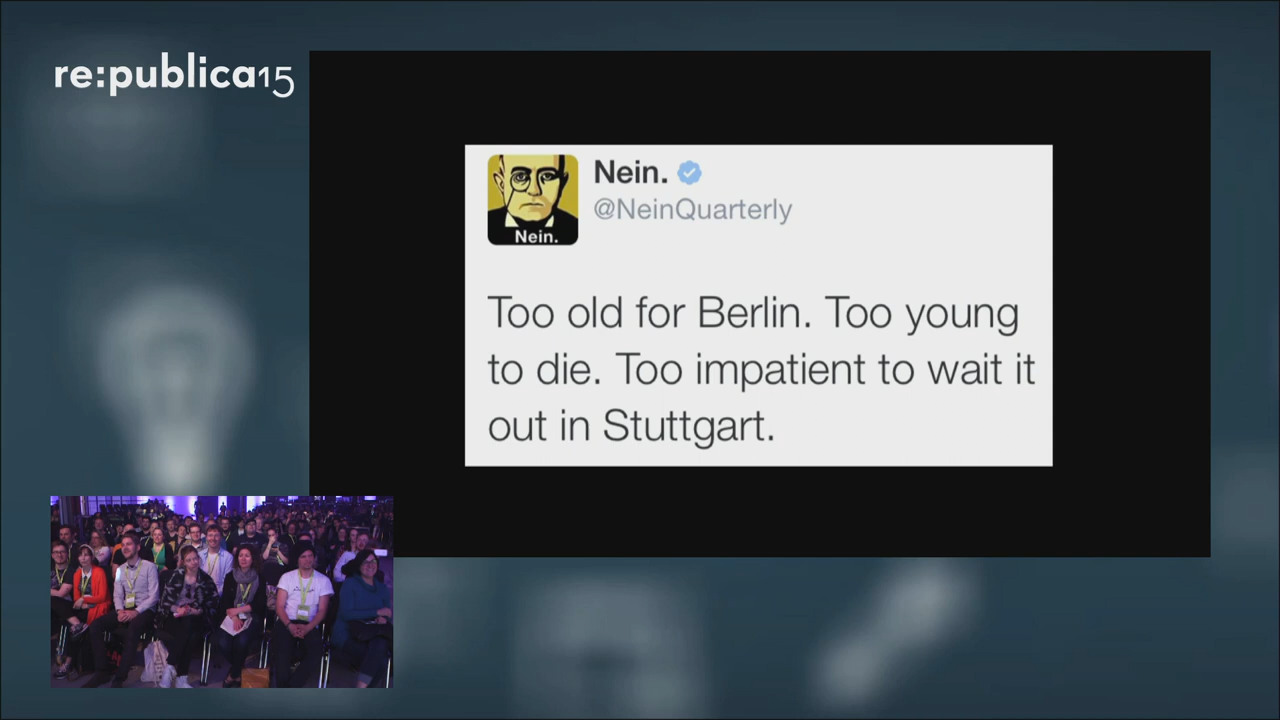 re:publica15
Nein.
@NeinQuarterly
Nein.
Too old for Berlin. Too young
to die. Too impatient to wait it
out in Stuttgart.